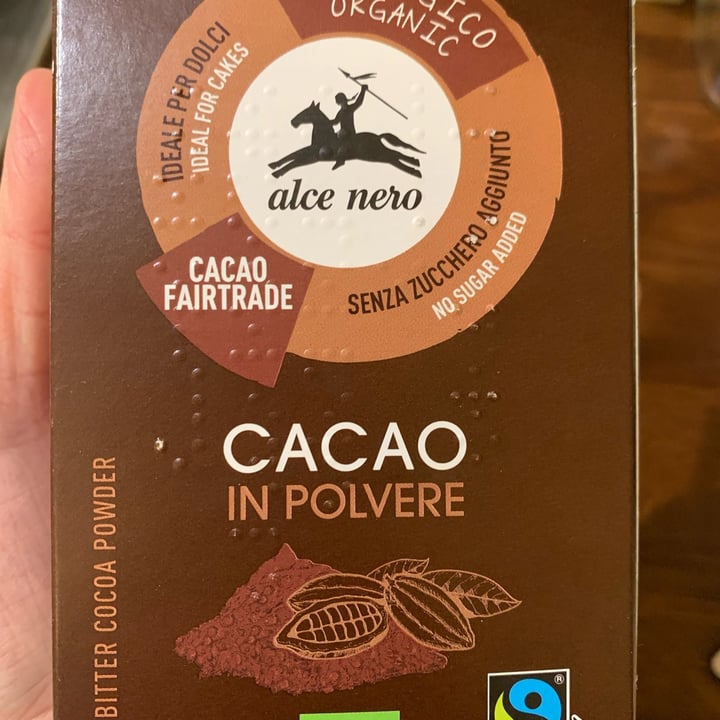 ORGANIC
IDEALE PER DOLCI
IDEAL FOR CAKES
alce nero
SENZA ZUCCHERO AGGIUNTO
NO SUGAR ADDED
CACAO
FAIRTRADE
CACAO
IN POLVERE
BITTER COCOA POWDER
®